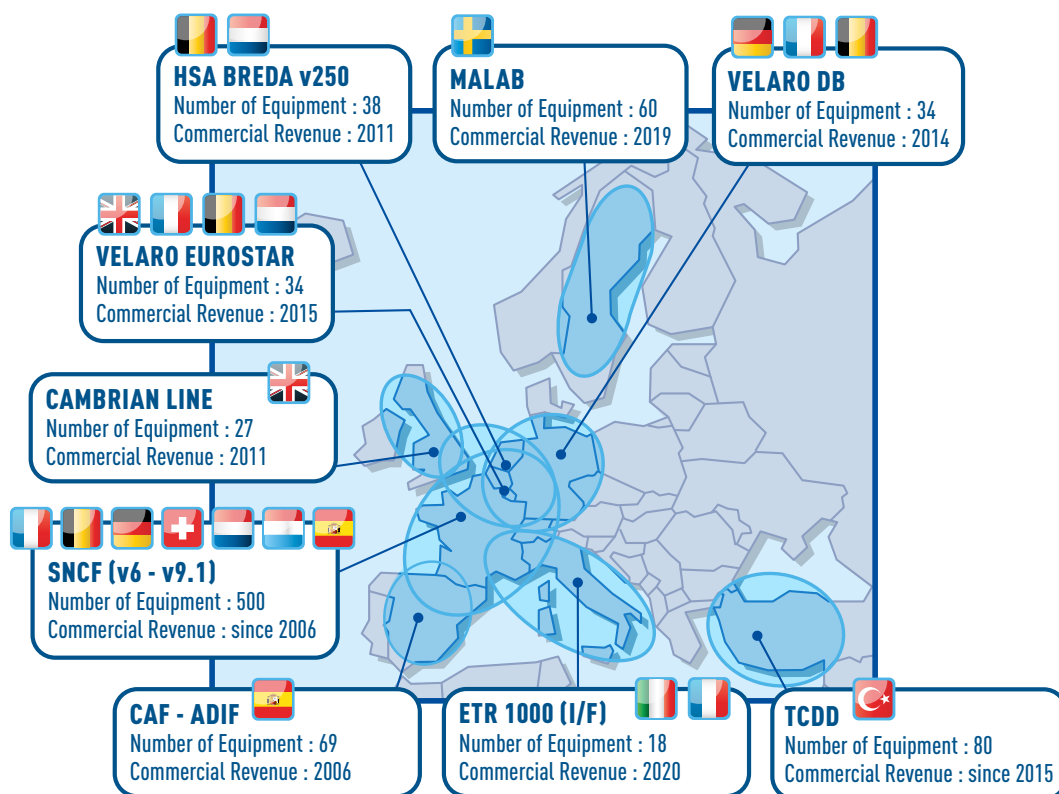 HSA BREDA v250
Number of Equipment : 38
Commercial Revenue : 2011
MALAB
Number of Equipment : 60
Commercial Revenue : 2019
VELARO DB
Number of Equipment : 34
Commercial Revenue : 2014
VELARO EUROSTAR
Number of Equipment : 34
Commercial Revenue : 2015
CAMBRIAN LINE
Number of Equipment : 27
Commercial Revenue : 2011
SNCF (v6 - v9.1)
Number of Equipment : 500
Commercial Revenue : since 2006
CAF - ADIF
Number of Equipment : 69
Commercial Revenue : 2006
ETR 1000 (I/F)
Number of Equipment : 18
Commercial Revenue : 2020
TCDD
Number of Equipment : 80
Commercial Revenue : since 2015